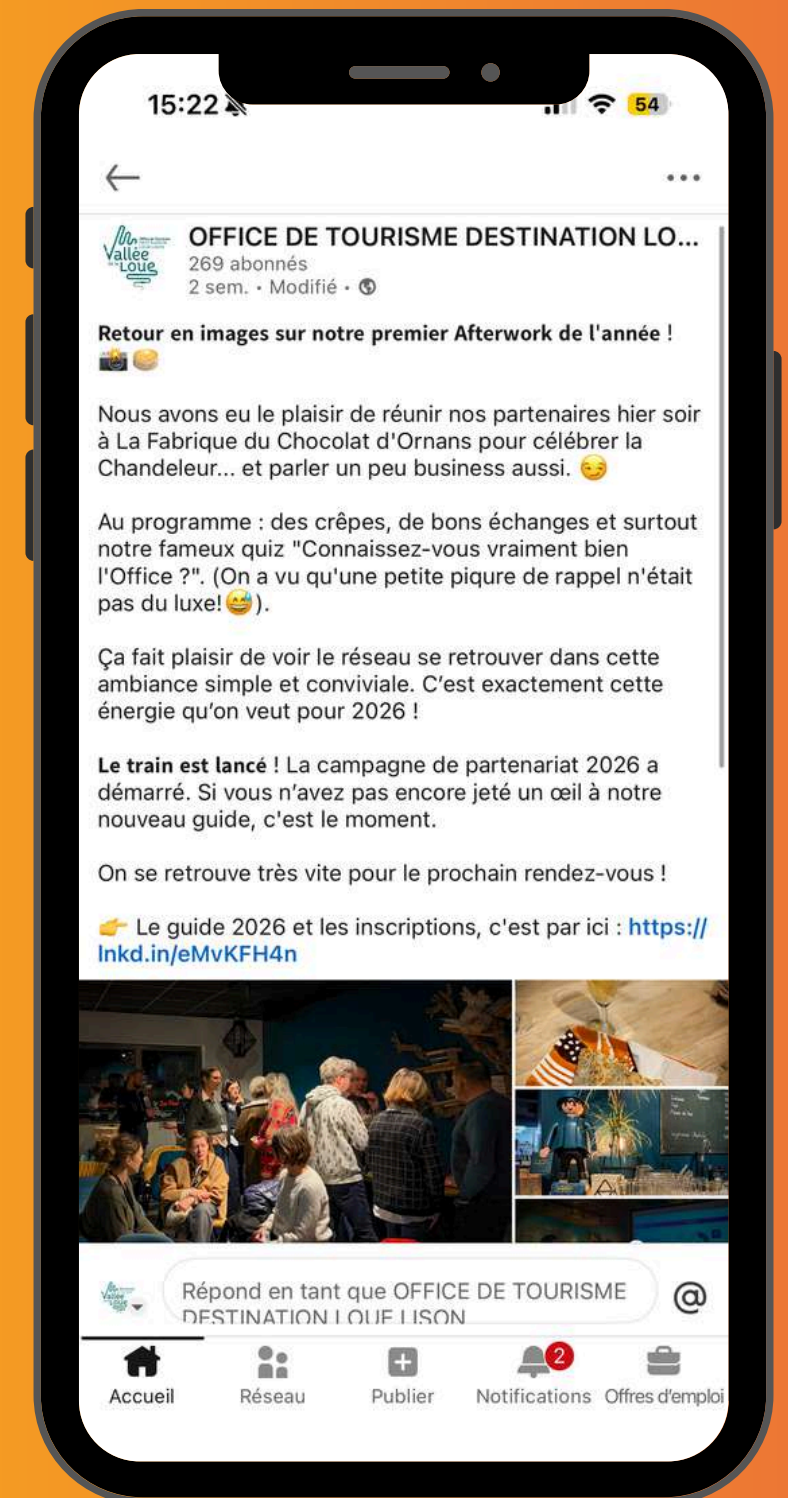 15:22
54
Vallée
de la Loue
OFFICE DE TOURISME DESTINATION LO...
269 abonnés
2 sem. • Modifié •
Retour en images sur notre premier Afterwork de l'année !
📸🥞
Nous avons eu le plaisir de réunir nos partenaires hier soir
à La Fabrique du Chocolat d'Ornans pour célébrer la
Chandeleur... et parler un peu business aussi. 😏
Au programme : des crêpes, de bons échanges et surtout
notre fameux quiz "Connaissez-vous vraiment bien
l'Office ?". (On a vu qu'une petite piqure de rappel n'était
pas du luxe!😅).
Ça fait plaisir de voir le réseau se retrouver dans cette
ambiance simple et conviviale. C’est exactement cette
énergie qu’on veut pour 2026 !
Le train est lancé ! La campagne de partenariat 2026 a
démarré. Si vous n’avez pas encore jeté un œil à notre
nouveau guide, c'est le moment.
On se retrouve très vite pour le prochain rendez-vous !
👉 Le guide 2026 et les inscriptions, c'est par ici : https://
lnkd.in/eMvKFH4n
Répond en tant que OFFICE DE TOURISME
DESTINATION LOUE LISON
@
2
Accueil
Réseau
Publier
Notifications
Offres d'emploi